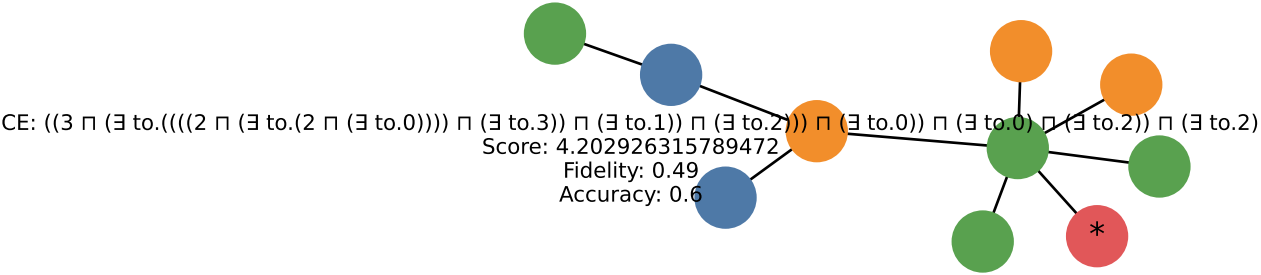 CE: ((3 ⊓ (∃ to.((((2 ⊓ (∃ to.(2 ⊓ (∃ to.0)))) ⊓ (∃ to.3)) ⊓ (∃ to.1)) ⊓ (∃ to.2))) ⊓ (∃ to.0)) ⊓ (∃ to.0) ⊓ (∃ to.2)) ⊓ (∃ to.2)
Score: 4.202926315789472
Fidelity: 0.49
Accuracy: 0.6
*